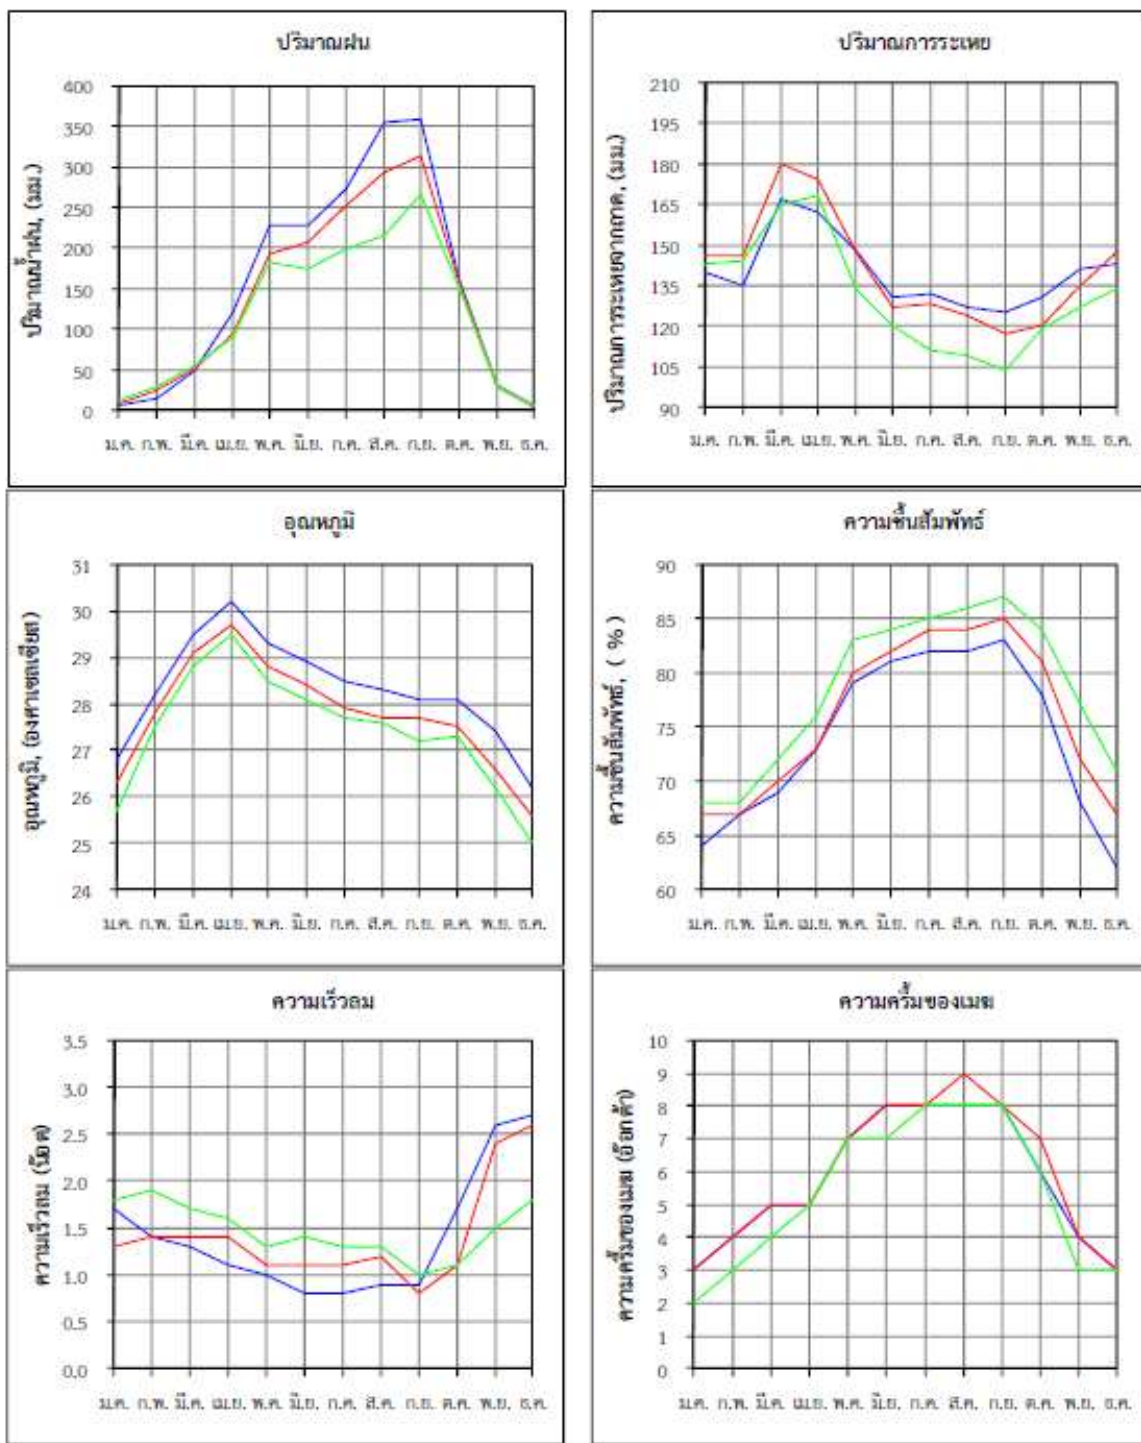 ปริมาณฝน
ปริมาณน้ำฝน, (มม.)
400
350
300
250
200
150
100
50
0
ม.ค. ก.พ. มี.ค. เม.ย. พ.ค. มิ.ย. ก.ค. ส.ค. ก.ย. ต.ค. พ.ย. ธ.ค.
ปริมาณการระเหย
ปริมาณการระเหยจากถาด, (มม.)
210
195
180
165
150
135
120
105
90
ม.ค. ก.พ. มี.ค. เม.ย. พ.ค. มิ.ย. ก.ค. ส.ค. ก.ย. ต.ค. พ.ย. ธ.ค.
อุณหภูมิ
อุณหภูมิ, (องศาเซลเซียส)
31
30
29
28
27
26
25
24
ม.ค. ก.พ. มี.ค. เม.ย. พ.ค. มิ.ย. ก.ค. ส.ค. ก.ย. ต.ค. พ.ย. ธ.ค.
ความชื้นสัมพัทธ์
ความชื้นสัมพัทธ์, ( % )
90
85
80
75
70
65
60
ม.ค. ก.พ. มี.ค. เม.ย. พ.ค. มิ.ย. ก.ค. ส.ค. ก.ย. ต.ค. พ.ย. ธ.ค.
ความเร็วลม
ความเร็วลม (น๊อต)
3.5
3.0
2.5
2.0
1.5
1.0
0.5
0.0
ม.ค. ก.พ. มี.ค. เม.ย. พ.ค. มิ.ย. ก.ค. ส.ค. ก.ย. ต.ค. พ.ย. ธ.ค.
ความครึ้มของเมฆ
ความครึ้มของเมฆ (อ๊อกต้า)
10
9
8
7
6
5
4
3
2
1
0
ม.ค. ก.พ. มี.ค. เม.ย. พ.ค. มิ.ย. ก.ค. ส.ค. ก.ย. ต.ค. พ.ย. ธ.ค.